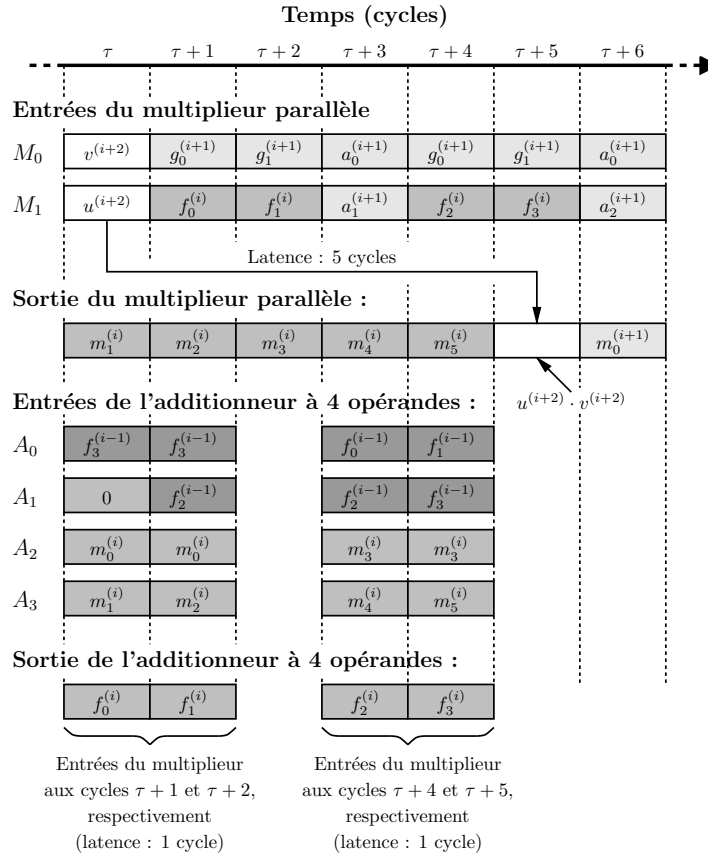 Temps (cycles)
τ τ + 1 τ + 2 τ + 3 τ + 4 τ + 5 τ + 6
Entrées du multiplieur parallèle
M₀ v^{(i+2)} g₀^{(i+1)} g₁^{(i+1)} a₀^{(i+1)} g₀^{(i+1)} g₁^{(i+1)} a₀^{(i+1)}
M₁ u^{(i+2)} f₀^{(i)} f₁^{(i)} a₁^{(i+1)} f₂^{(i)} f₃^{(i)} a₂^{(i+1)}
Latence : 5 cycles
Sortie du multiplieur parallèle :
m₁^{(i)} m₂^{(i)} m₃^{(i)} m₄^{(i)} m₅^{(i)} m₀^{(i+1)}
Entrées de l'additionneur à 4 opérandes :
u^{(i+2)} · v^{(i+2)}
A₀ f₃^{(i−1)} f₃^{(i−1)} f₀^{(i−1)} f₁^{(i−1)}
A₁ 0 f₂^{(i−1)} f₂^{(i−1)} f₃^{(i−1)}
A₂ m₀^{(i)} m₀^{(i)} m₃^{(i)} m₃^{(i)}
A₃ m₁^{(i)} m₂^{(i)} m₄^{(i)} m₅^{(i)}
Sortie de l'additionneur à 4 opérandes :
f₀^{(i)} f₁^{(i)} f₂^{(i)} f₃^{(i)}
Entrées du multiplieur
aux cycles τ + 1 et τ + 2,
respectivement
(latence : 1 cycle)
Entrées du multiplieur
aux cycles τ + 4 et τ + 5,
respectivement
(latence : 1 cycle)